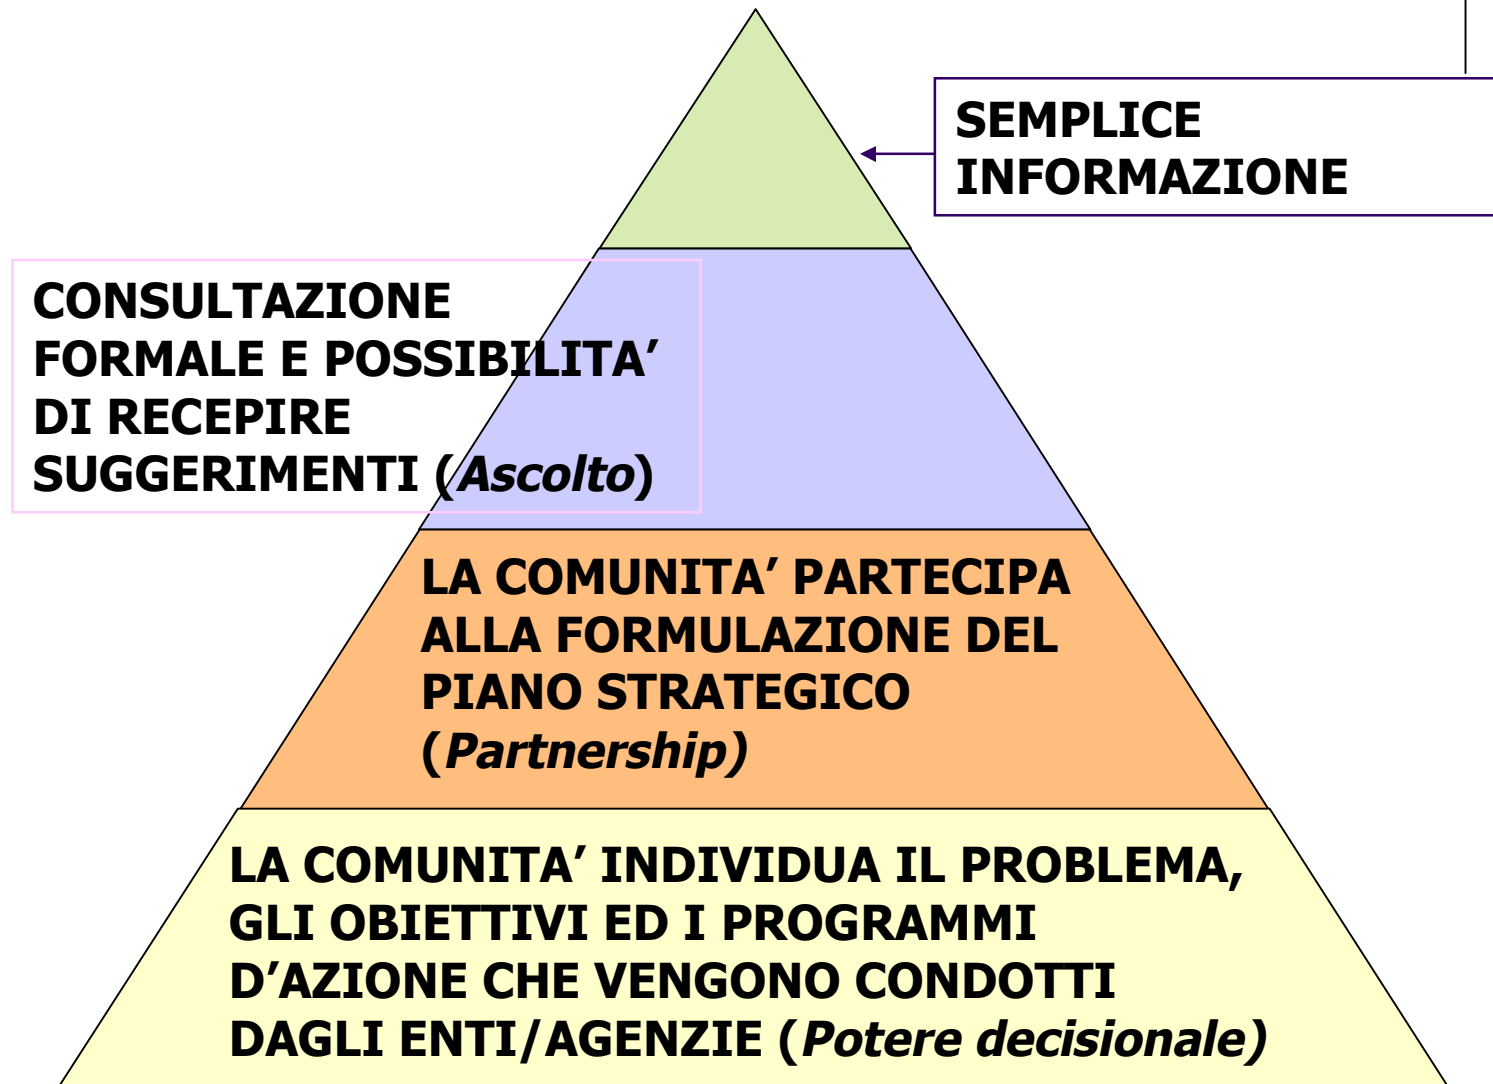 SEMPLICE
INFORMAZIONE
CONSULTAZIONE
FORMALE E POSSIBILITA’
DI RECEPIRE
SUGGERIMENTI (Ascolto)
LA COMUNITA’ PARTECIPA
ALLA FORMULAZIONE DEL
PIANO STRATEGICO
(Partnership)
LA COMUNITA’ INDIVIDUA IL PROBLEMA,
GLI OBIETTIVI ED I PROGRAMMI
D’AZIONE CHE VENGONO CONDOTTI
DAGLI ENTI/AGENZIE (Potere decisionale)